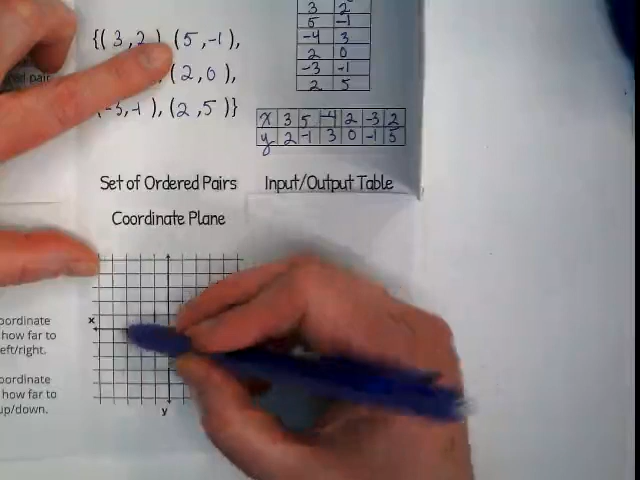 {( 3,2 ) (5,-1),
(2,0),
-3,-1),(2,5)}
3 2
5 -1
-4 3
2 0
-3 -1
2 5
x 3 5 -4 2 -3 2
y 2 -1 3 0 -1 5
Set of Ordered Pairs
Input/Output Table
Coordinate Plane
x
y
oordinate
how far to
eft/right.
oordinate
how far to
up/down.
ed pair